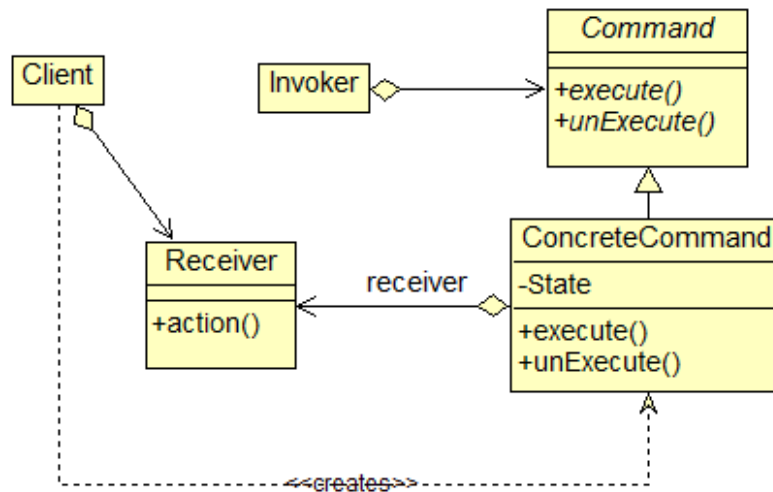 Command
Client
Invoker
+execute()
+unExecute()
ConcreteCommand
Receiver
receiver
-State
+action()
+execute()
+unExecute()
<<creates>>